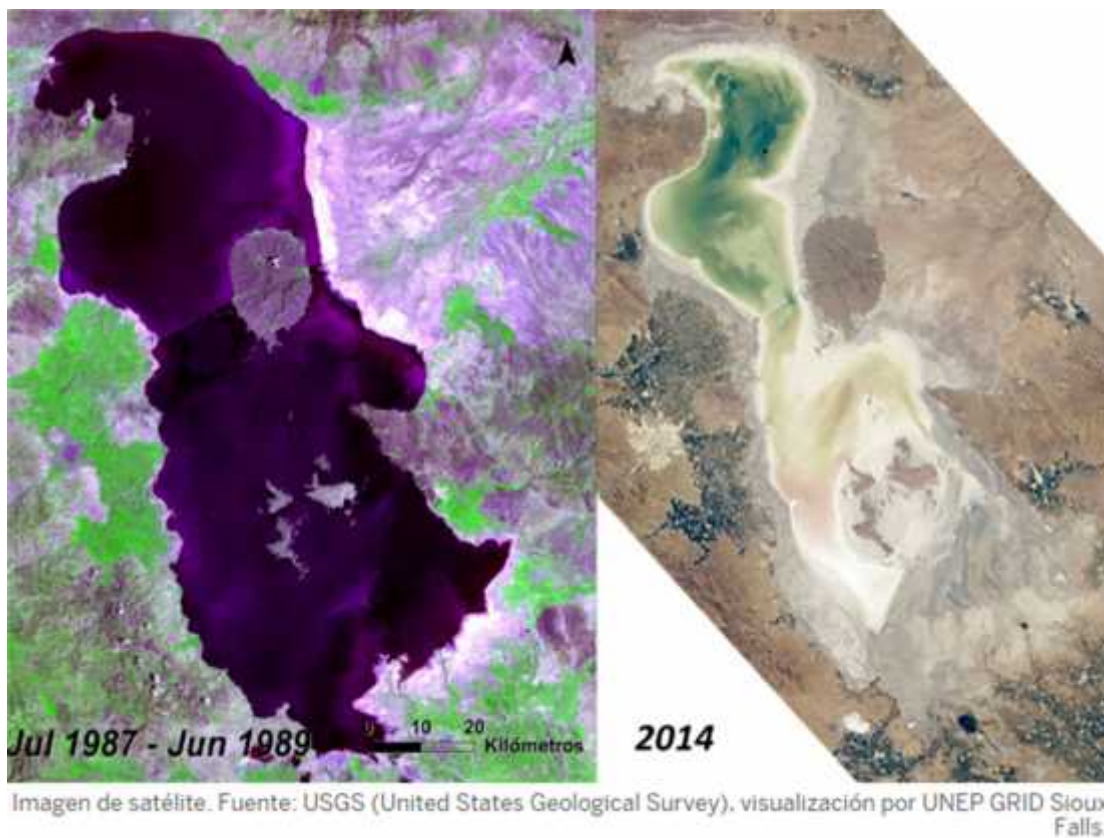 Jul 1987 - Jun 1989
0 10 20
Kilómetros
2014
Imagen de satélite. Fuente: USGS (United States Geological Survey), visualización por UNEP GRID Sioux
Falls